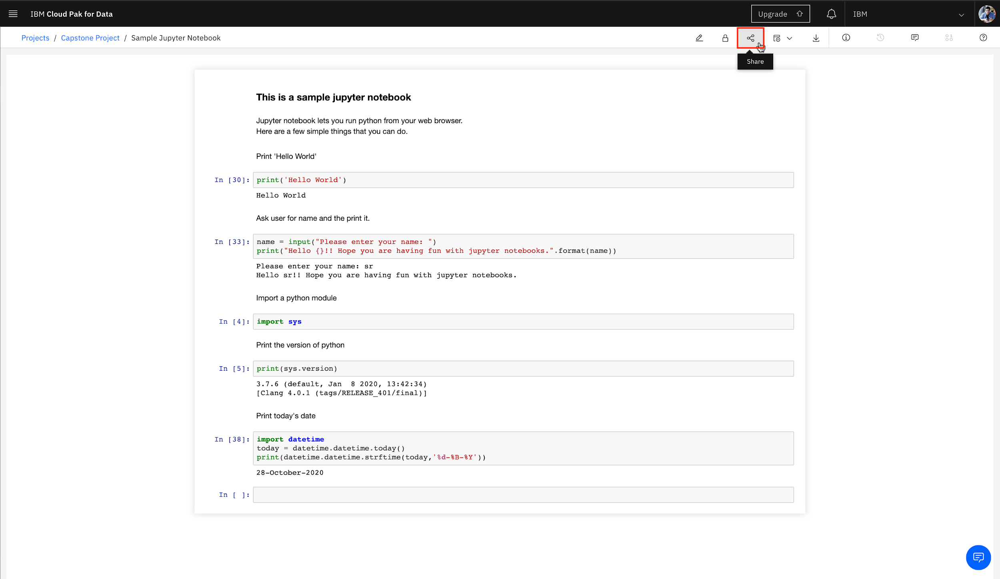 IBM Cloud Pak for Data
Upgrade
IBM
Projects / Capstone Project / Sample Jupyter Notebook
Share
This is a sample jupyter notebook
Jupyter notebook lets you run python from your web browser.
Here are a few simple things that you can do.
Print 'Hello World'
In [30]: print('Hello World')
Hello World
Ask user for name and the print it.
In [33]: name = input("Please enter your name: ")
print("Hello {}!! Hope you are having fun with jupyter notebooks.".format(name))
Please enter your name: sr
Hello sr!! Hope you are having fun with jupyter notebooks.
Import a python module
In [4]: import sys
Print the version of python
In [5]: print(sys.version)
3.7.6 (default, Jan  8 2020, 13:42:34)
[Clang 4.0.1 (tags/RELEASE_401/final)]
Print today's date
In [38]: import datetime
today = datetime.datetime.today()
print(datetime.datetime.strftime(today,'%d-%B-%Y'))
28-October-2020
In [ ]: